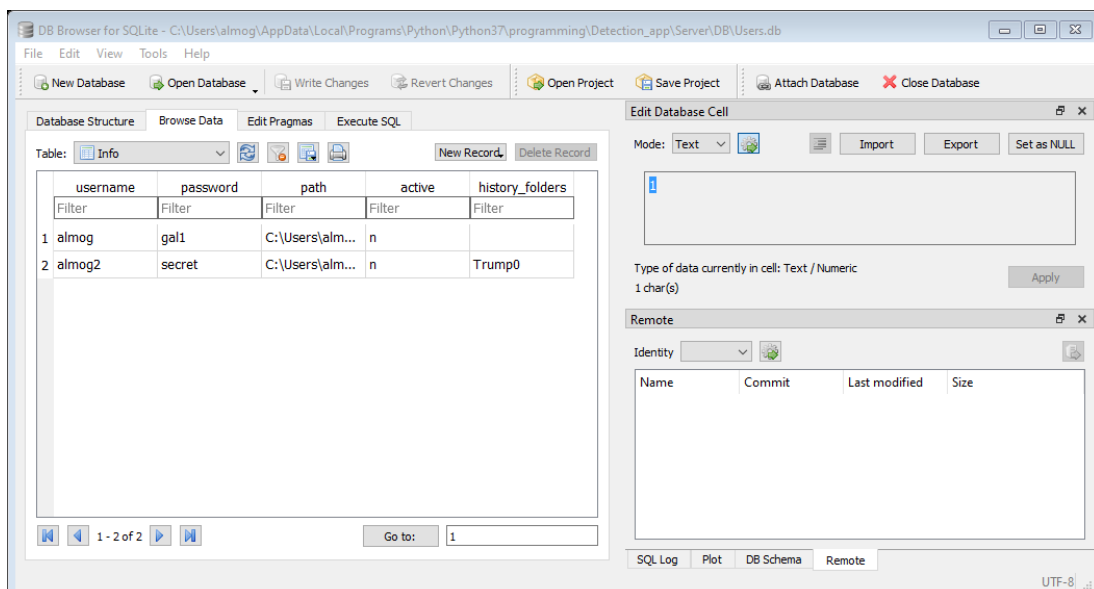 DB Browser for SQLite - C:\Users\almog\AppData\Local\Programs\Python\Python37\programming\Detection_app\Server\DB\Users.db
File Edit View Tools Help
New Database Open Database Write Changes Revert Changes Open Project Save Project Attach Database Close Database
Database Structure Browse Data Edit Pragmas Execute SQL
Table: Info New Record Delete Record
username password path active history_folders
Filter Filter Filter Filter Filter
1 almog gal1 C:\Users\alm... n
2 almog2 secret C:\Users\alm... n Trump0
1 - 2 of 2 Go to: 1
Edit Database Cell
Mode: Text Import Export Set as NULL
1
Type of data currently in cell: Text / Numeric
1 char(s)
Apply
Remote
Identity
Name Commit Last modified Size
SQL Log Plot DB Schema Remote
UTF-8